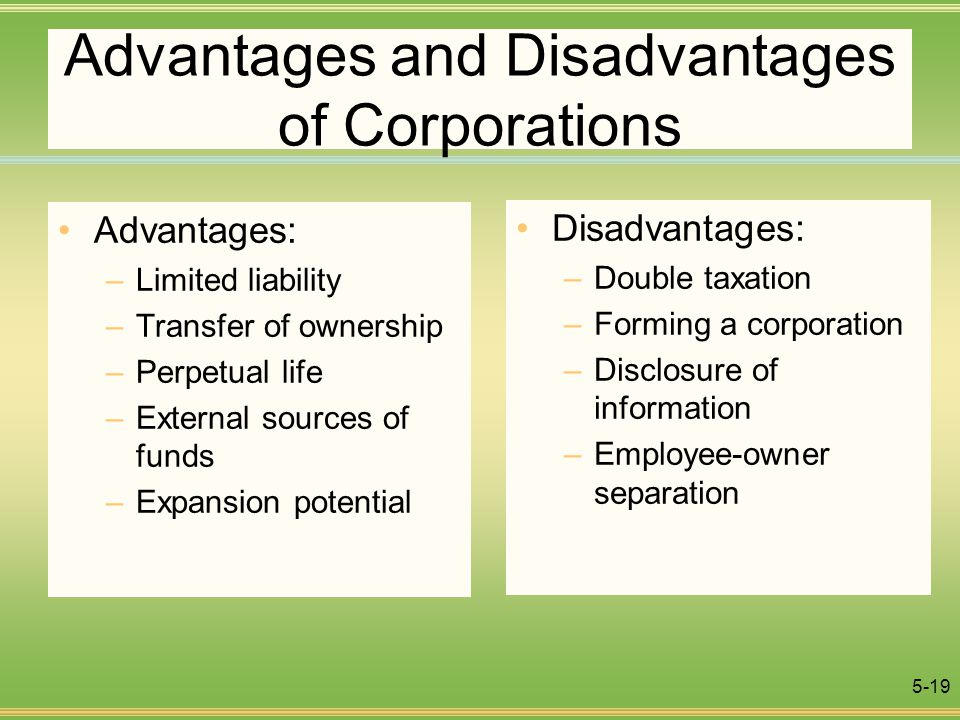 Advantages and Disadvantages
of Corporations
• Advantages:
–Limited liability
–Transfer of ownership
–Perpetual life
–External sources of
funds
–Expansion potential
• Disadvantages:
–Double taxation
–Forming a corporation
–Disclosure of
information
–Employee-owner
separation
5-19